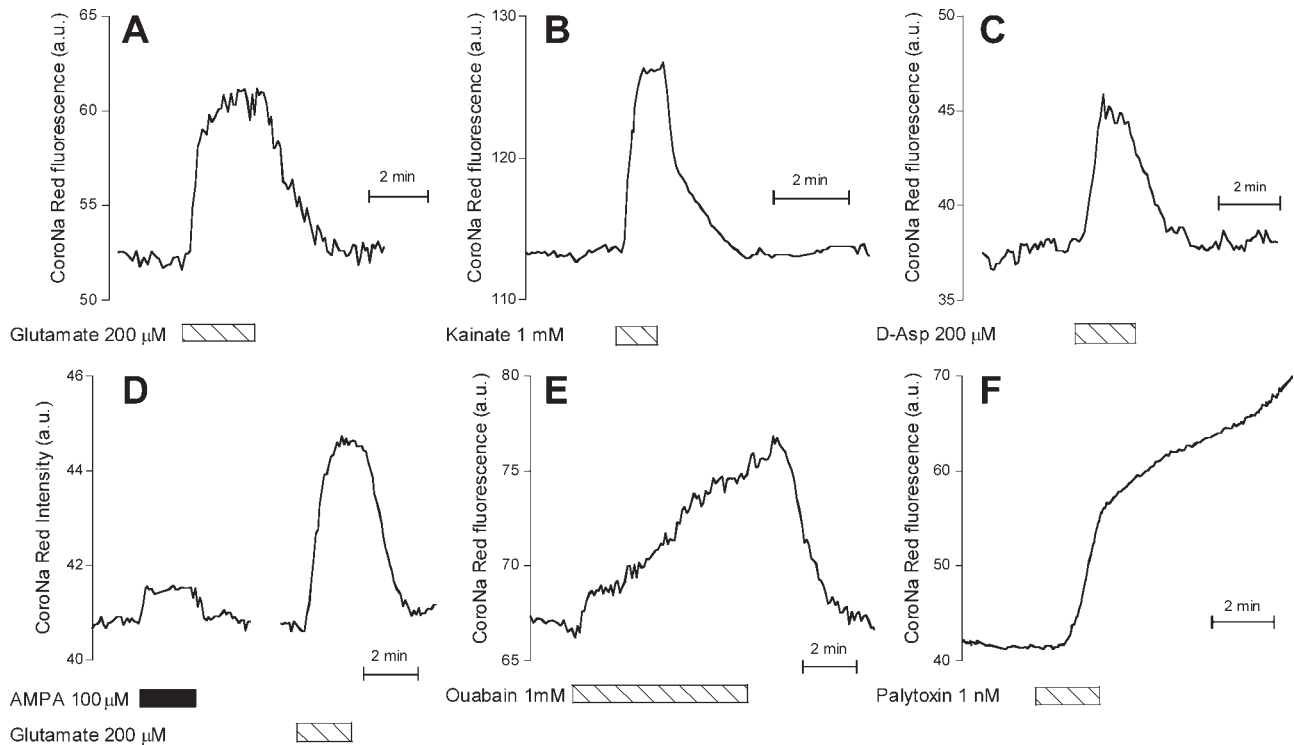 A
CoroNa Red fluorescence (a.u.)
65
60
55
50
2 min
Glutamate 200 μM
B
CoroNa Red fluorescence (a.u.)
130
120
110
2 min
Kainate 1 mM
C
CoroNa Red fluorescence (a.u.)
50
45
40
35
2 min
D-Asp 200 μM
D
CoroNa Red Intensity (a.u.)
46
44
42
40
2 min
AMPA 100 μM
Glutamate 200 μM
E
CoroNa Red fluorescence (a.u.)
80
75
70
65
2 min
Ouabain 1mM
F
CoroNa Red fluorescence (a.u.)
70
60
50
40
2 min
Palytoxin 1 nM